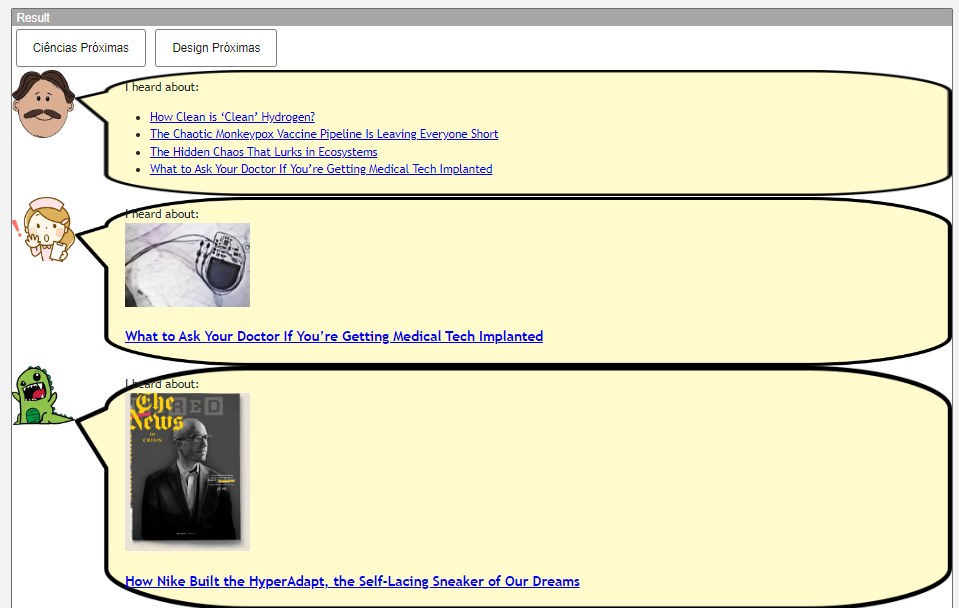 Result
Ciências Próximas
Design Próximas
I heard about:
How Clean is ‘Clean’ Hydrogen?
The Chaotic Monkeypox Vaccine Pipeline Is Leaving Everyone Short
The Hidden Chaos That Lurks in Ecosystems
What to Ask Your Doctor If You’re Getting Medical Tech Implanted
I heard about:
What to Ask Your Doctor If You’re Getting Medical Tech Implanted
I heard about:
The
RED
News
IN
CRISIS
How Nike Built the HyperAdapt, the Self-Lacing Sneaker of Our Dreams